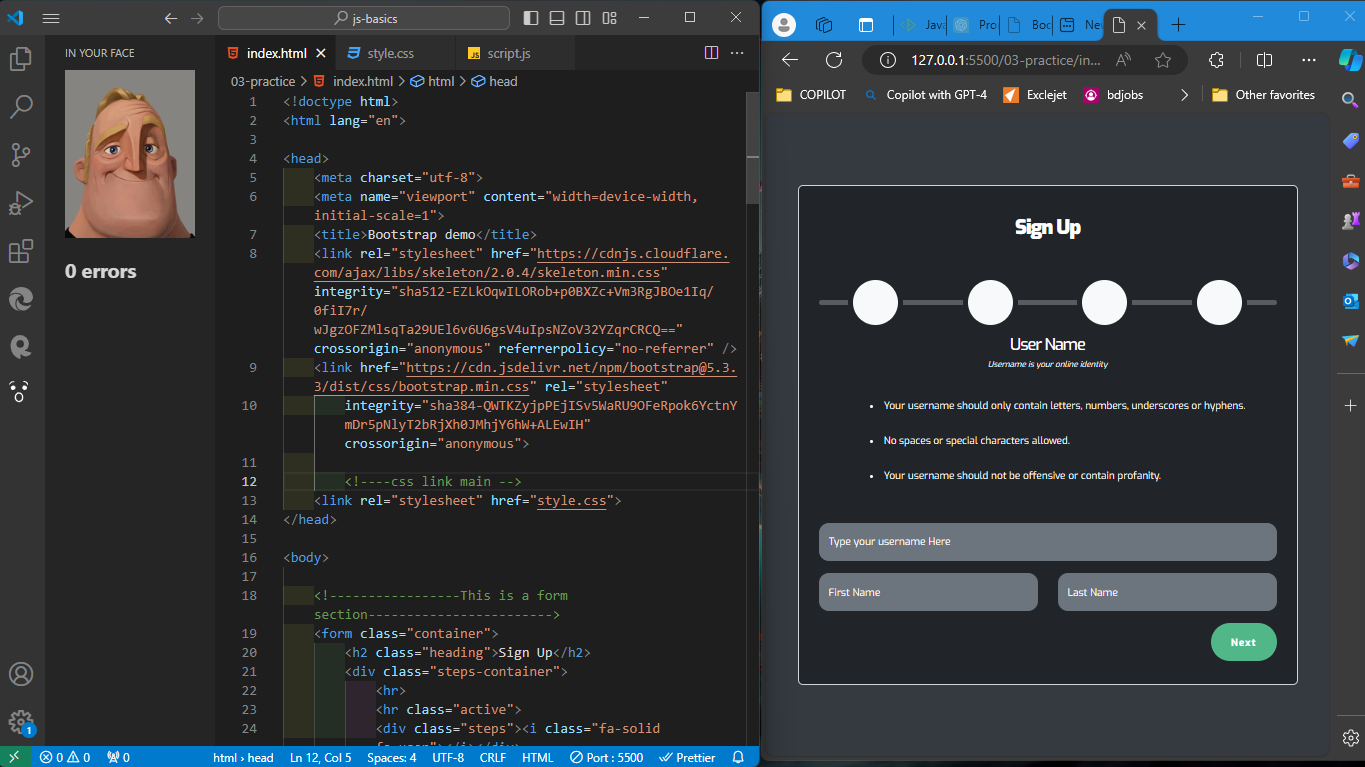 js-basics
IN YOUR FACE
0 errors
index.html
style.css
JS script.js
03-practice > index.html > html > head
1 <!doctype html>
2 <html lang="en">
3
4 <head>
5 <meta charset="utf-8">
6 <meta name="viewport" content="width=device-width,
initial-scale=1">
7 <title>Bootstrap demo</title>
8 <link rel="stylesheet" href="https://cdnjs.cloudflare.
com/ajax/libs/skeleton/2.0.4/skeleton.min.css"
integrity="sha512-EZLkOqwILORob+p0BXZc+Vm3RgJBOe1Iq/
0fiI7r/
wJgzOFZMlsqTa29UEl6v6U6gsV4uIpsNZoV32YZqrCRCQ=="
crossorigin="anonymous" referrerpolicy="no-referrer" />
9 <link href="https://cdn.jsdelivr.net/npm/bootstrap@5.3.
3/dist/css/bootstrap.min.css" rel="stylesheet"
10 integrity="sha384-QWTKZyjpPEjISv5WaRU9OFeRpok6YctnY
mDr5pNlyT2bRjXh0JMhjY6hW+ALEwIH"
crossorigin="anonymous">
11
12 <!----css link main -->
13 <link rel="stylesheet" href="style.css">
14 </head>
15
16 <body>
17
18 <!-----------------This is a form
section------------------------>
19 <form class="container">
20 <h2 class="heading">Sign Up</h2>
21 <div class="steps-container">
22 <hr>
23 <hr class="active">
24 <div class="steps"><i class="fa-solid
fa-user"></i></div>
1
0 0 0 html › head Ln 12, Col 5 Spaces: 4 UTF-8 CRLF HTML Port : 5500 Prettier
Java Pro Boo Ne
127.0.0.1:5500/03-practice/in...
COPILOT Copilot with GPT-4 Exclejet bdjobs Other favorites
Sign Up
User Name
Username is your online identity
• Your username should only contain letters, numbers, underscores or hyphens.
• No spaces or special characters allowed.
• Your username should not be offensive or contain profanity.
Type your username Here
First Name
Last Name
Next